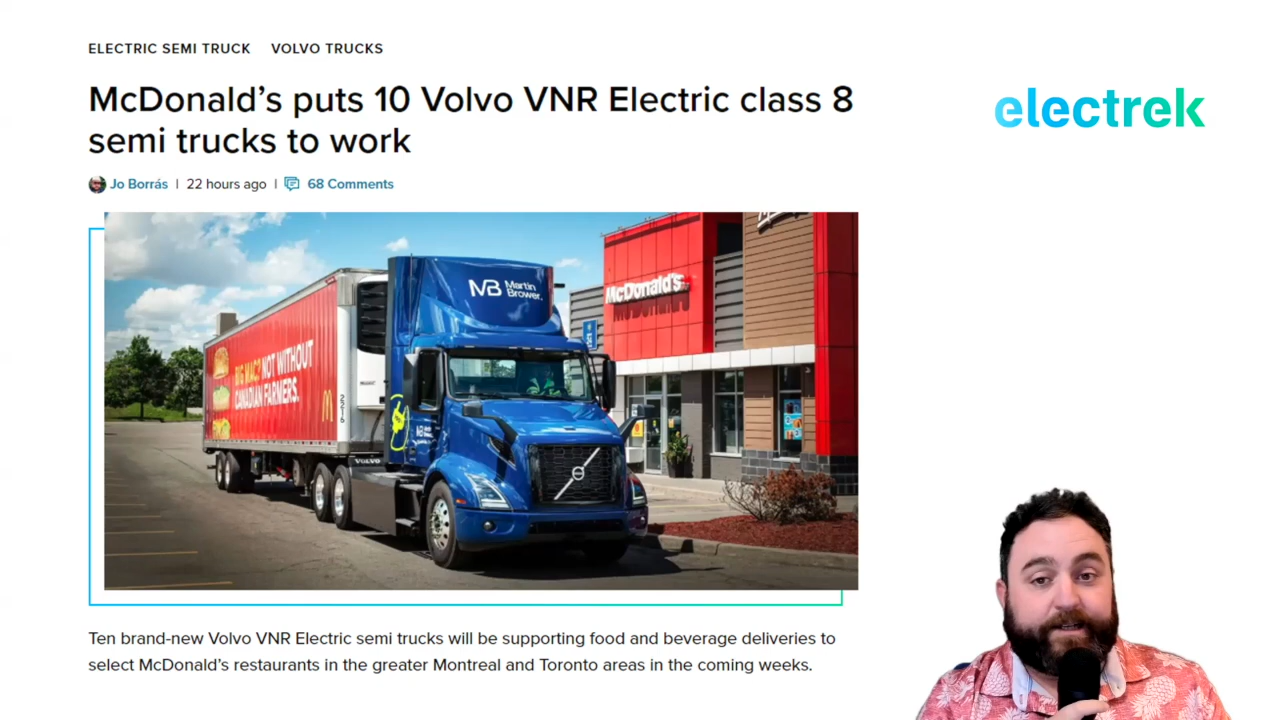 ELECTRIC SEMI TRUCK VOLVO TRUCKS
McDonald's puts 10 Volvo VNR Electric class 8
semi trucks to work
electrek
Jo Borrás | 22 hours ago | 68 Comments
MB Martin
Brower.
McDonald's
BIG MAC? NOT WITHOUT
CANADIAN FARMERS.
2216
VOLVO
Ten brand-new Volvo VNR Electric semi trucks will be supporting food and beverage deliveries to
select McDonald's restaurants in the greater Montreal and Toronto areas in the coming weeks.